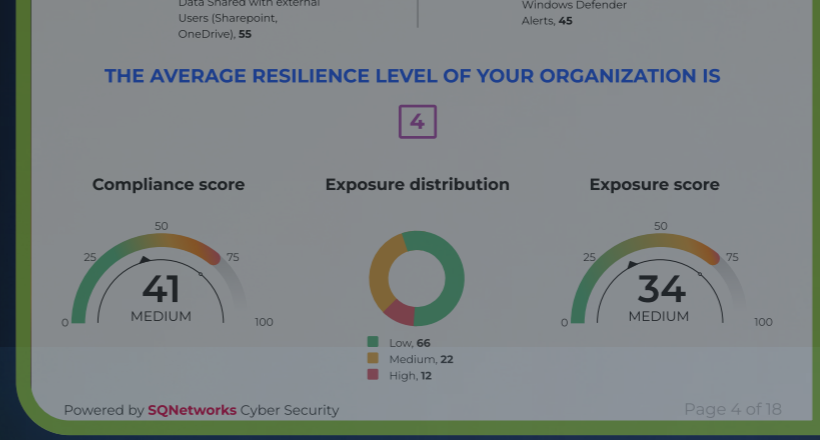 Data Shared with external
Users (Sharepoint,
OneDrive), 55
Windows Defender
Alerts, 45
THE AVERAGE RESILIENCE LEVEL OF YOUR ORGANIZATION IS
4
Compliance score
Exposure distribution
Exposure score
50
25
75
41
MEDIUM
0
100
Low, 66
Medium, 22
High, 12
50
25
75
34
MEDIUM
0
100
Powered by SQNetworks Cyber Security
Page 4 of 18